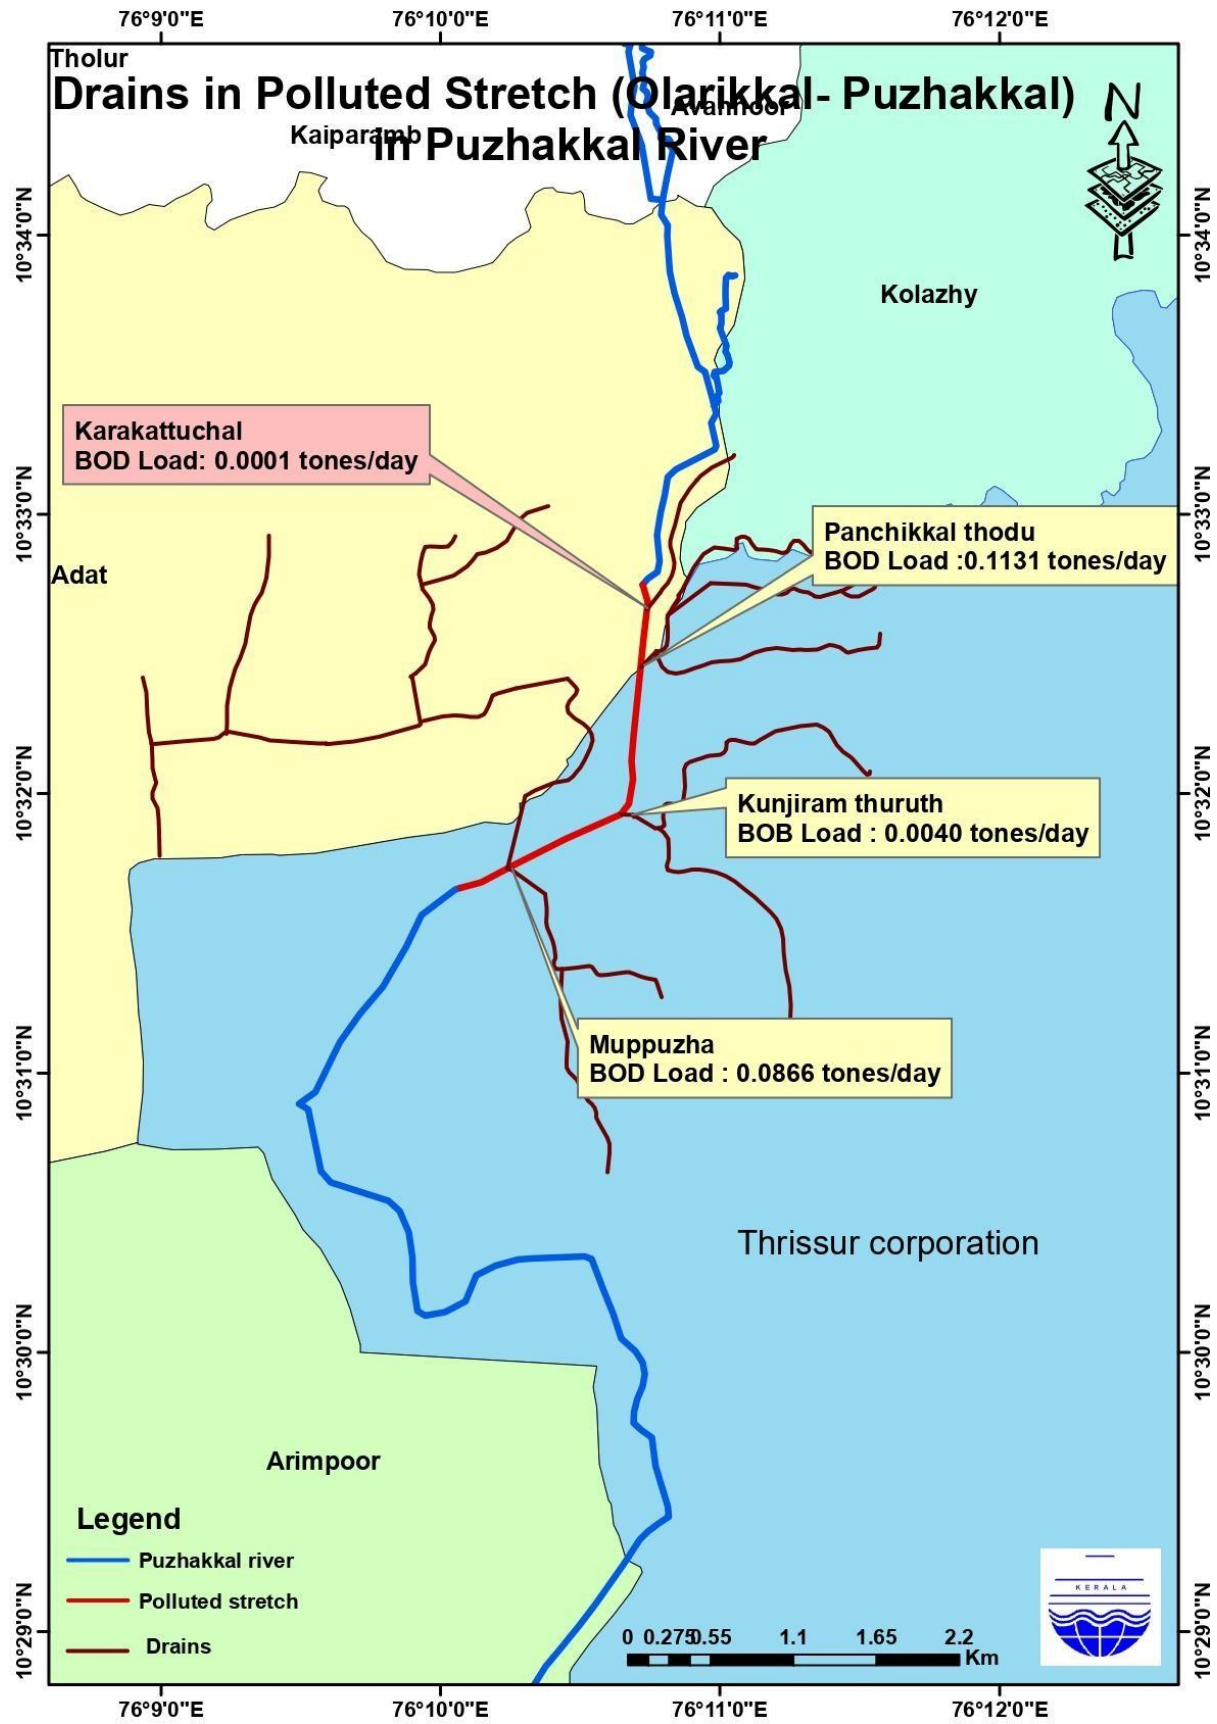 76°9'0"E 76°10'0"E 76°11'0"E 76°12'0"E
Tholur
Drains in Polluted Stretch (Olarikkal- Puzhakkal)
Avannoor
Kaiparamb
in Puzhakkal River
N
10°34'0"N
10°34'0"N
Kolazhy
Karakattuchal
BOD Load: 0.0001 tones/day
10°33'0"N
10°33'0"N
Panchikkal thodu
BOD Load :0.1131 tones/day
Adat
10°32'0"N
10°32'0"N
Kunjiram thuruth
BOB Load : 0.0040 tones/day
10°31'0"N
10°31'0"N
Muppuzha
BOD Load : 0.0866 tones/day
Thrissur corporation
10°30'0"N
10°30'0"N
Arimpoor
Legend
Puzhakkal river
Polluted stretch
Drains
KERALA
10°29'0"N
10°29'0"N
0 0.275 0.55 1.1 1.65 2.2
Km
76°9'0"E 76°10'0"E 76°11'0"E 76°12'0"E